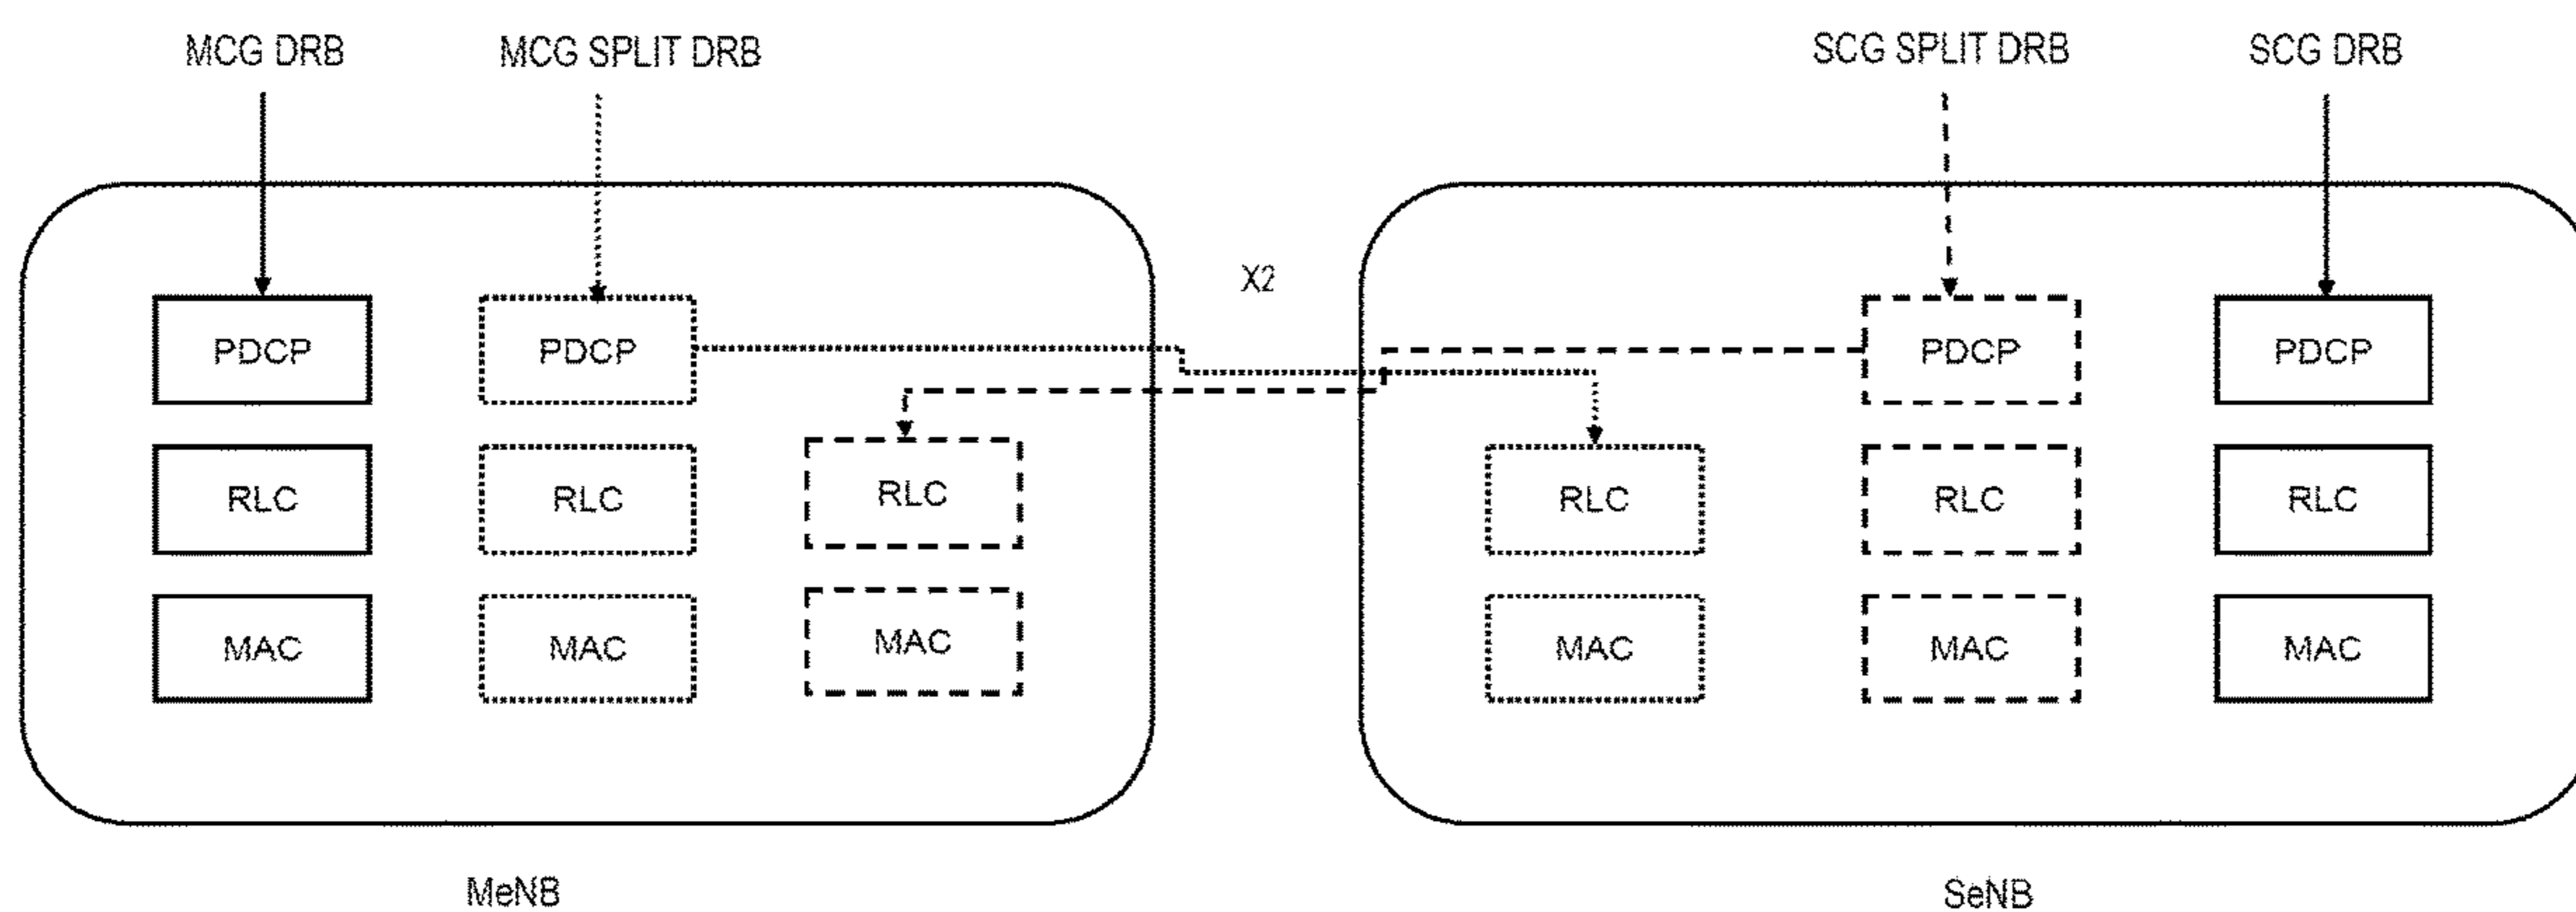 MCG DRB MCG SPLIT DRB SCG SPLIT DRB SCG DRB
X2
PDCP PDCP PDCP PDCP
RLC RLC RLC RLC RLC RLC
MAC MAC MAC MAC MAC MAC
MeNB SeNB